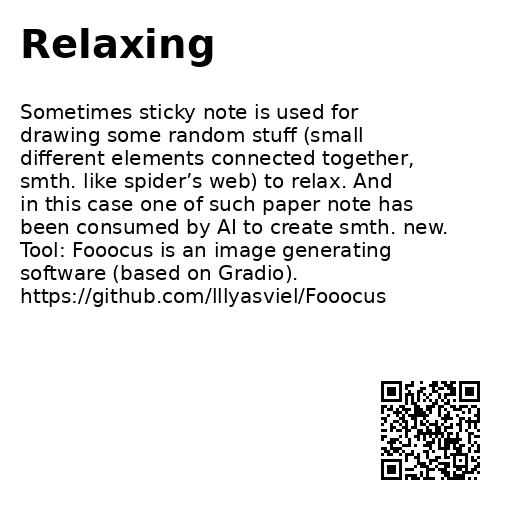 Relaxing
Sometimes sticky note is used for
drawing some random stuff (small
different elements connected together,
smth. like spider’s web) to relax. And
in this case one of such paper note has
been consumed by AI to create smth. new.
Tool: Fooocus is an image generating
software (based on Gradio).
https://github.com/lllyasviel/Fooocus